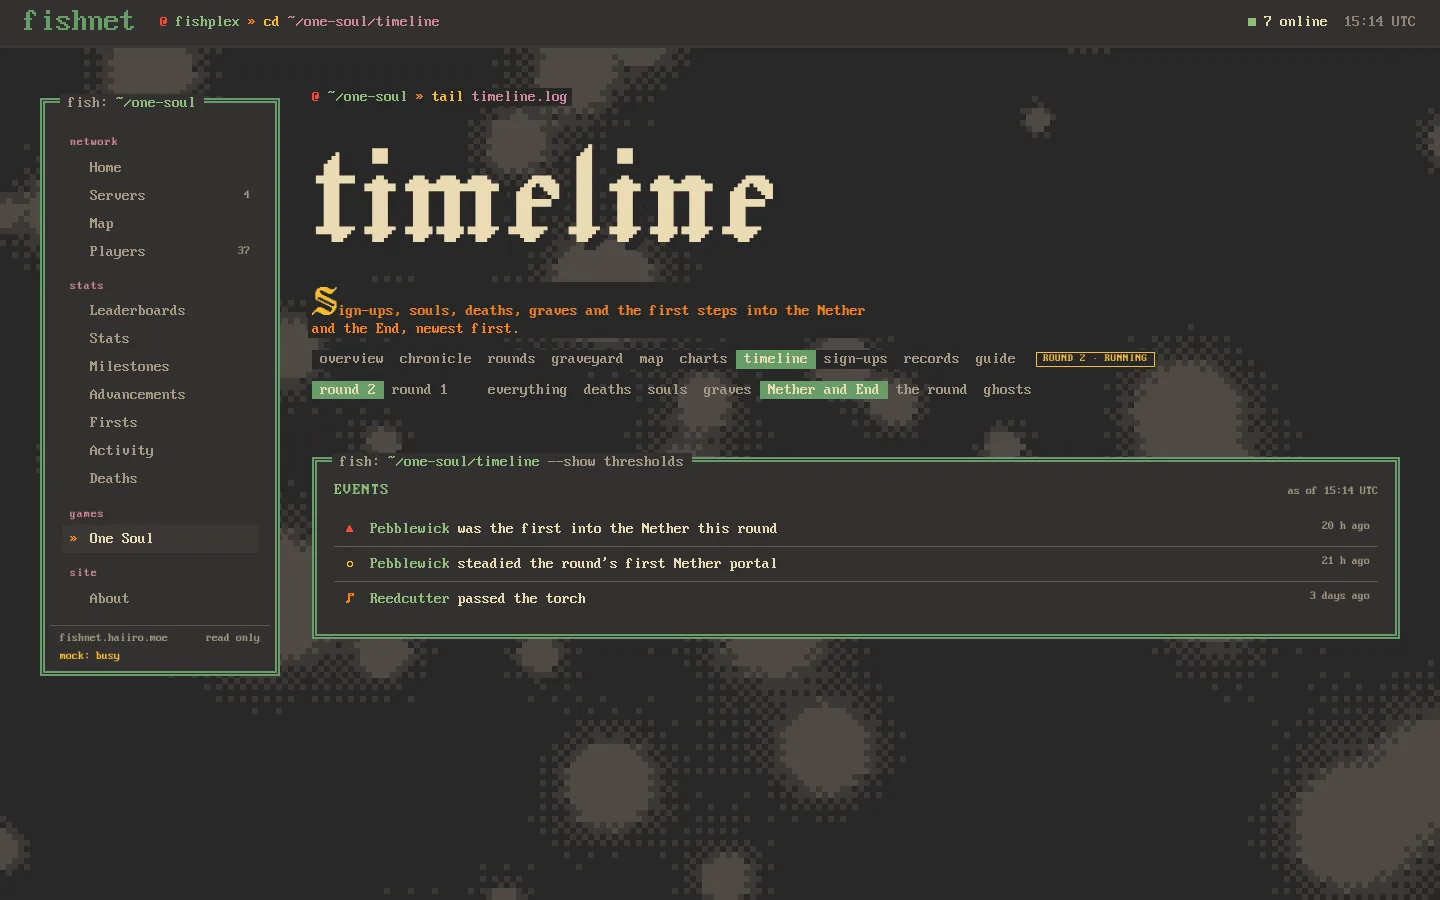 fishnet @ fishplex » cd ~/one-soul/timeline 7 online 15:14 UTC
fish: ~/one-soul
network
Home
Servers 4
Map
Players 37
stats
Leaderboards
Stats
Milestones
Advancements
Firsts
Activity
Deaths
games
» One Soul
site
About
fishnet.haiiro.moe read only
mock: busy
@ ~/one-soul » tail timeline.log
timeline
Sign-ups, souls, deaths, graves and the first steps into the Nether
and the End, newest first.
overview chronicle rounds graveyard map charts timeline sign-ups records guide ROUND 2 · RUNNING
round 2 round 1 everything deaths souls graves Nether and End the round ghosts
fish: ~/one-soul/timeline --show thresholds
EVENTS as of 15:14 UTC
Pebblewick was the first into the Nether this round 20 h ago
Pebblewick steadied the round's first Nether portal 21 h ago
Reedcutter passed the torch 3 days ago